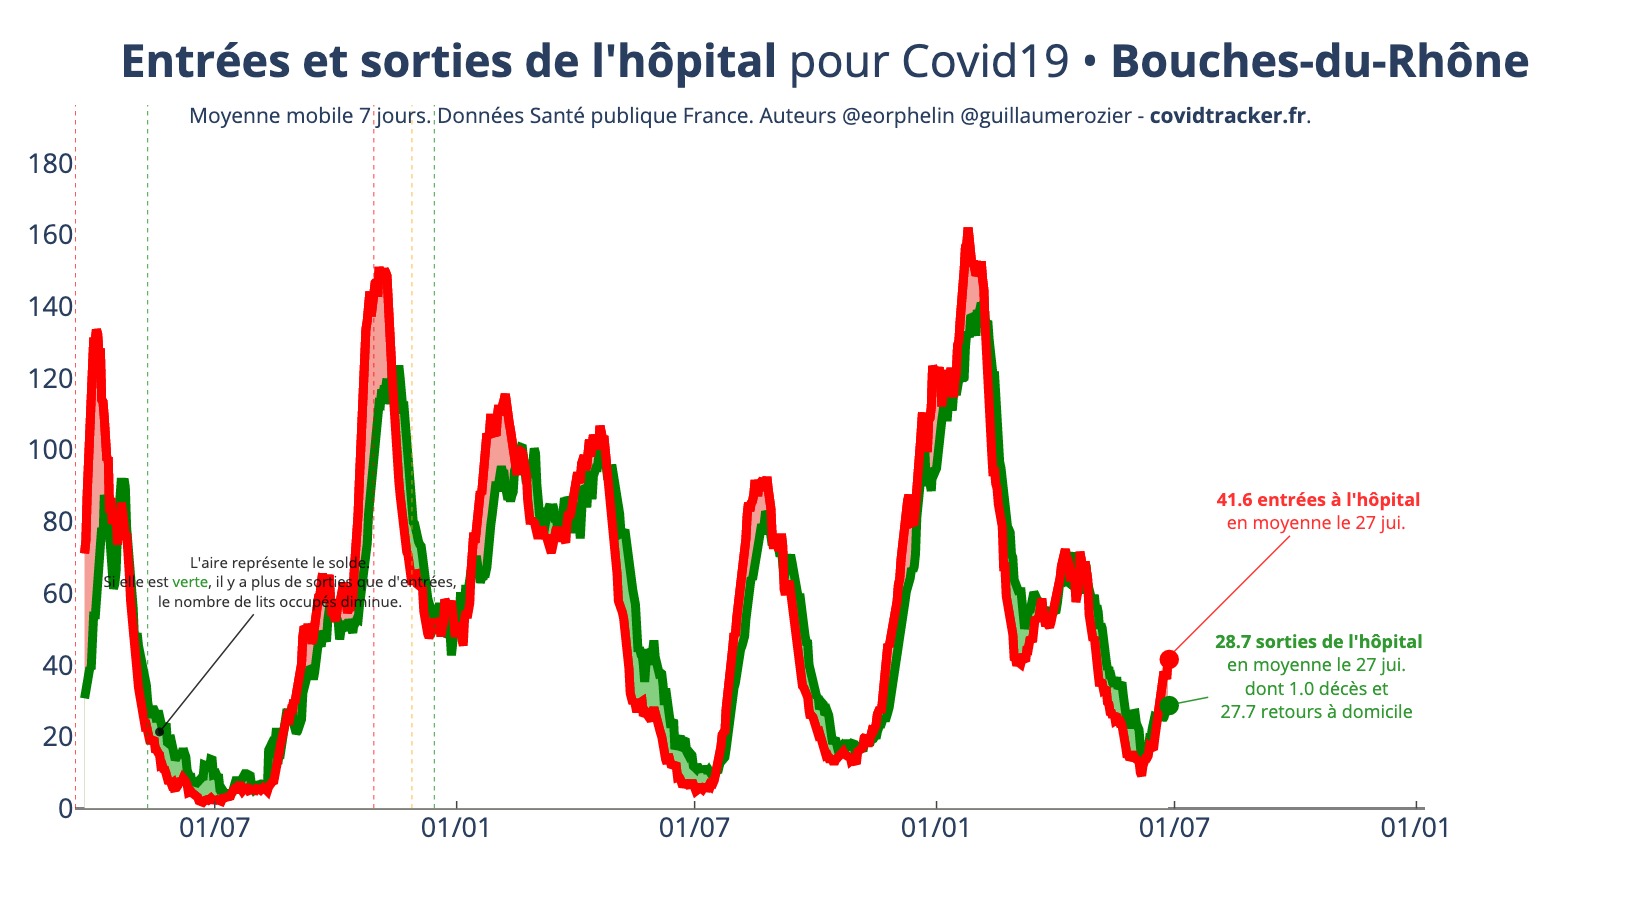 Entrées et sorties de l'hôpital pour Covid19 • Bouches-du-Rhône
Moyenne mobile 7 jours. Données Santé publique France. Auteurs @eorphelin @guillaumerozier - covidtracker.fr.
180
160
140
120
100
80
60
40
20
0
L'aire représente le solde.
Si elle est verte, il y a plus de sorties que d'entrées,
le nombre de lits occupés diminue.
41.6 entrées à l'hôpital
en moyenne le 27 jui.
28.7 sorties de l'hôpital
en moyenne le 27 jui.
dont 1.0 décès et
27.7 retours à domicile
01/07
01/01
01/07
01/01
01/07
01/01